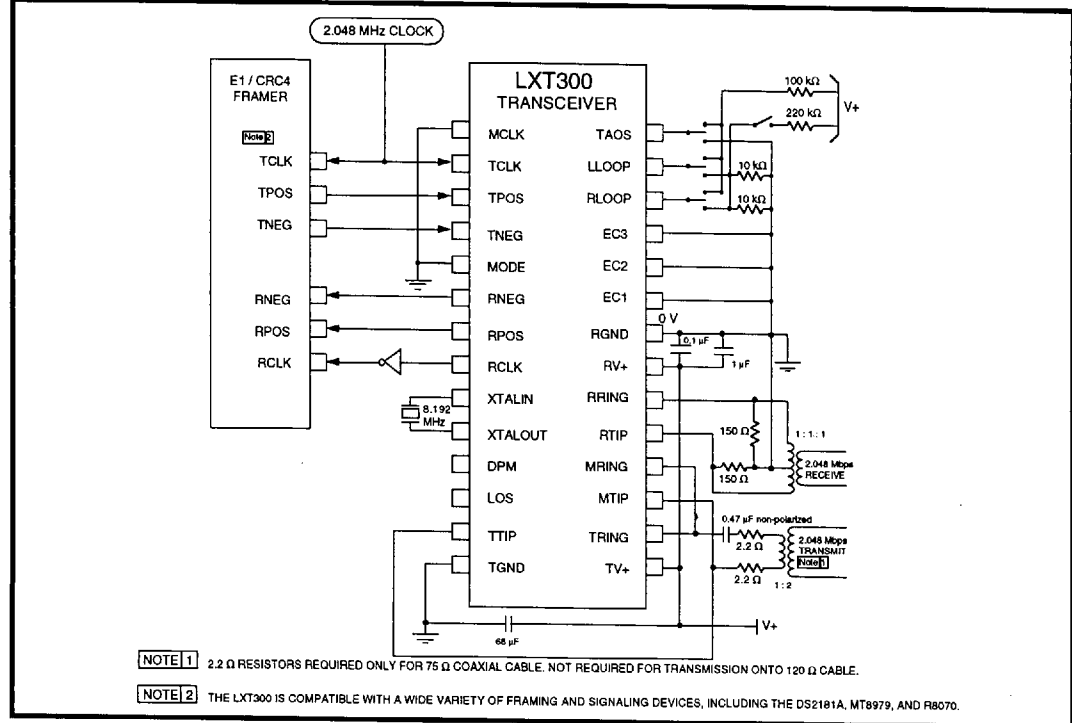 2.048 MHz CLOCK
E1 / CRC4
FRAMER
Note 2
TCLK
TPOS
TNEG
RNEG
RPOS
RCLK
LXT300
TRANSCEIVER
MCLK
TCLK
TPOS
TNEG
MODE
RNEG
RPOS
RCLK
XTALIN
XTALOUT
DPM
LOS
TTIP
TGND
TAOS
LLOOP
RLOOP
EC3
EC2
EC1
RGND
RV+
RRING
RTIP
MRING
MTIP
TRING
TV+
8.192
MHz
100 kΩ
220 kΩ
V+
10 kΩ
10 kΩ
0 V
0.1 µF
1 µF
150 Ω
150 Ω
1 : 1 : 1
2.048 Mbps
RECEIVE
0.47 µF non-polarized
2.2 Ω
2.2 Ω
1 : 2
2.048 Mbps
TRANSMIT
Note 1
68 µF
V+
NOTE 1 2.2 Ω RESISTORS REQUIRED ONLY FOR 75 Ω COAXIAL CABLE. NOT REQUIRED FOR TRANSMISSION ONTO 120 Ω CABLE.
NOTE 2 THE LXT300 IS COMPATIBLE WITH A WIDE VARIETY OF FRAMING AND SIGNALING DEVICES, INCLUDING THE DS2181A, MT8979, AND R8070.